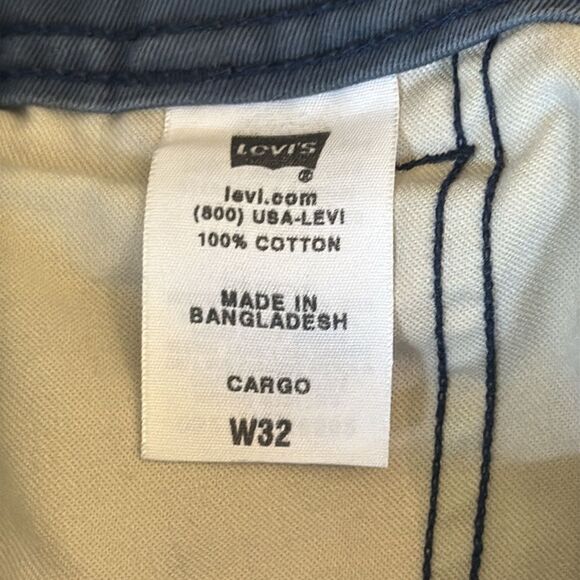 LEVI'S
®
levi.com
(800) USA-LEVI
100% COTTON
MADE IN
BANGLADESH
CARGO
W32